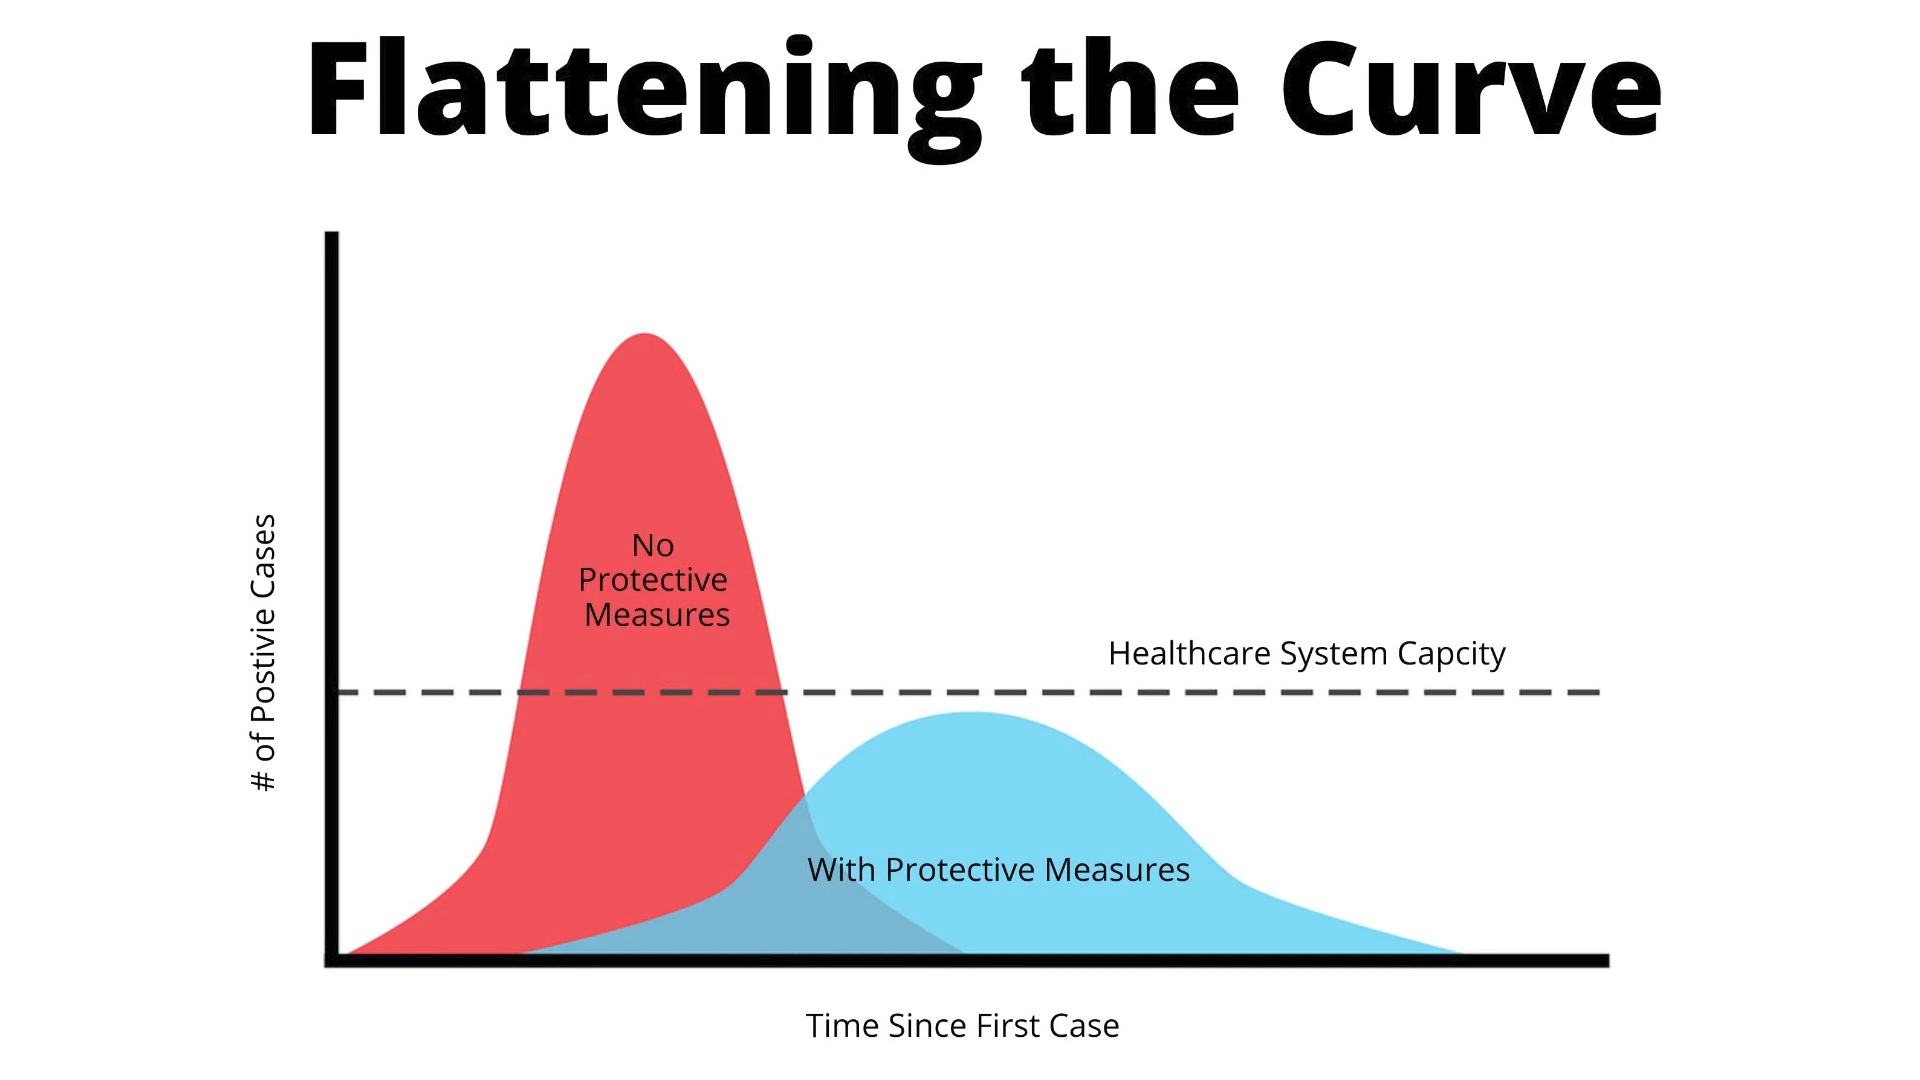 Flattening the Curve
# of Postivie Cases
No
Protective
Measures
Healthcare System Capcity
With Protective Measures
Time Since First Case